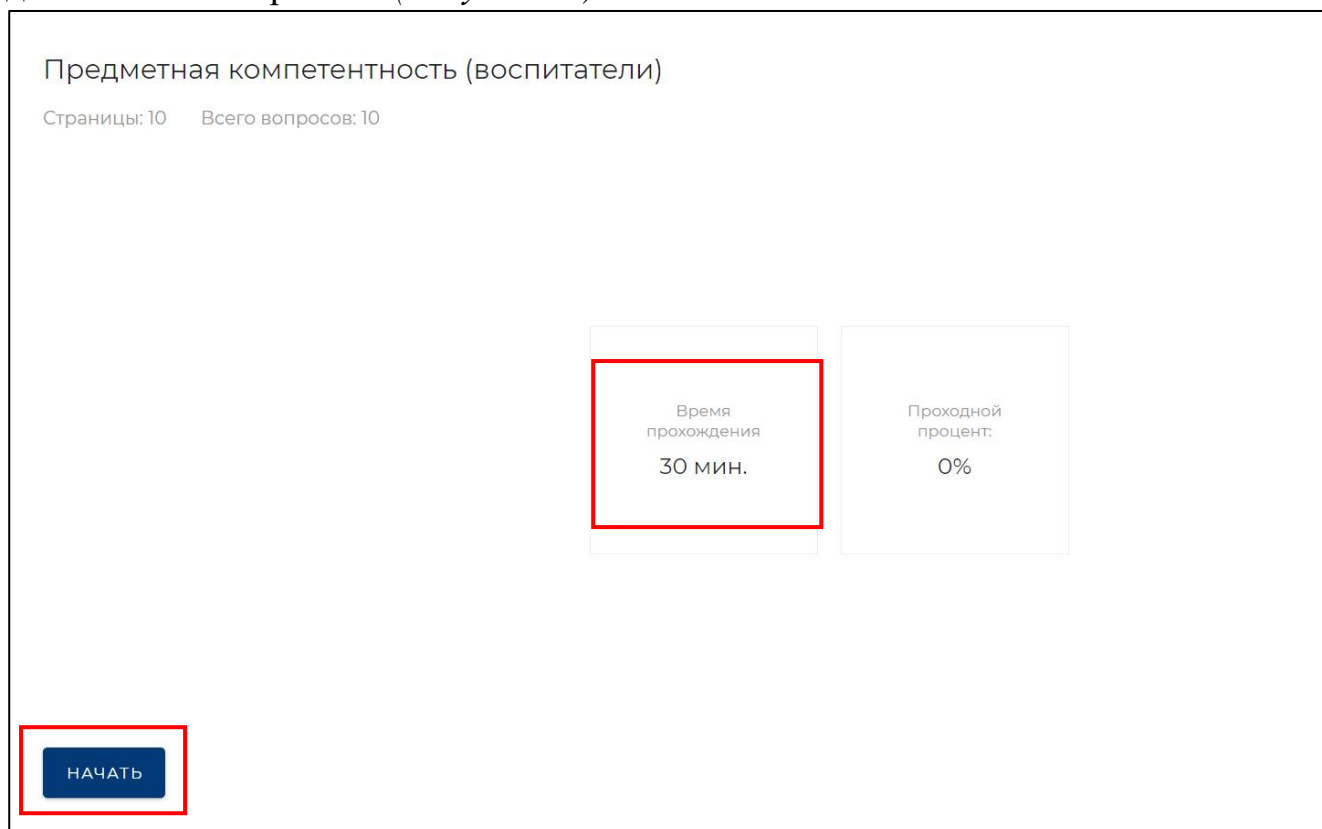 Предметная компетентность (воспитатели)
Страницы: 10 Всего вопросов: 10
Время
прохождения
30 мин.
Проходной
процент:
0%
НАЧАТЬ